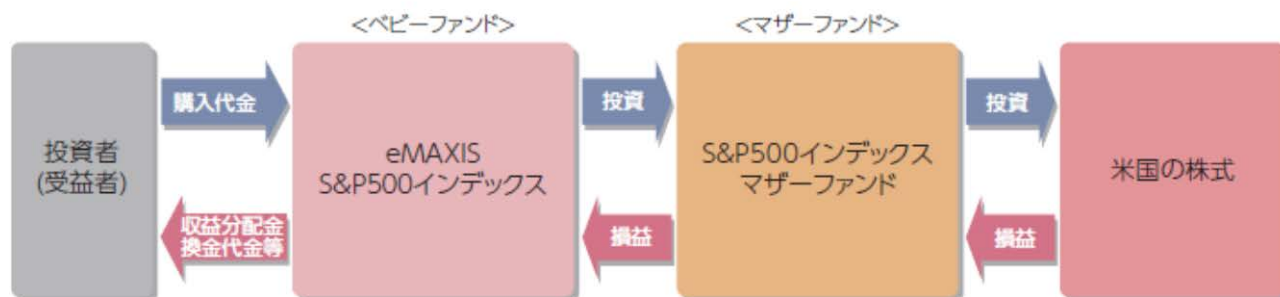 <ベビーファンド>
<マザーファンド>
投資者
(受益者)
購入代金
収益分配金
換金代金等
eMAXIS
S&P500インデックス
投資
損益
S&P500インデックス
マザーファンド
投資
損益
米国の株式